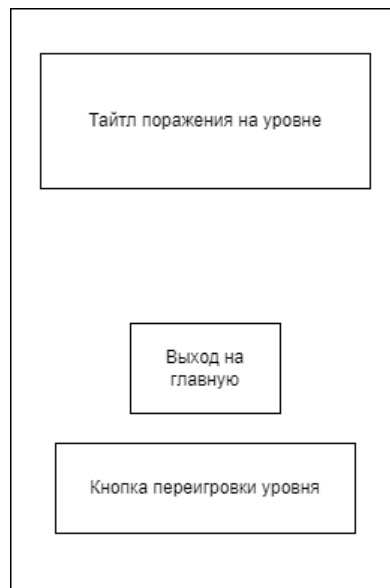 Тайтл поражения на уровне
Выход на
главную
Кнопка переигровки уровня